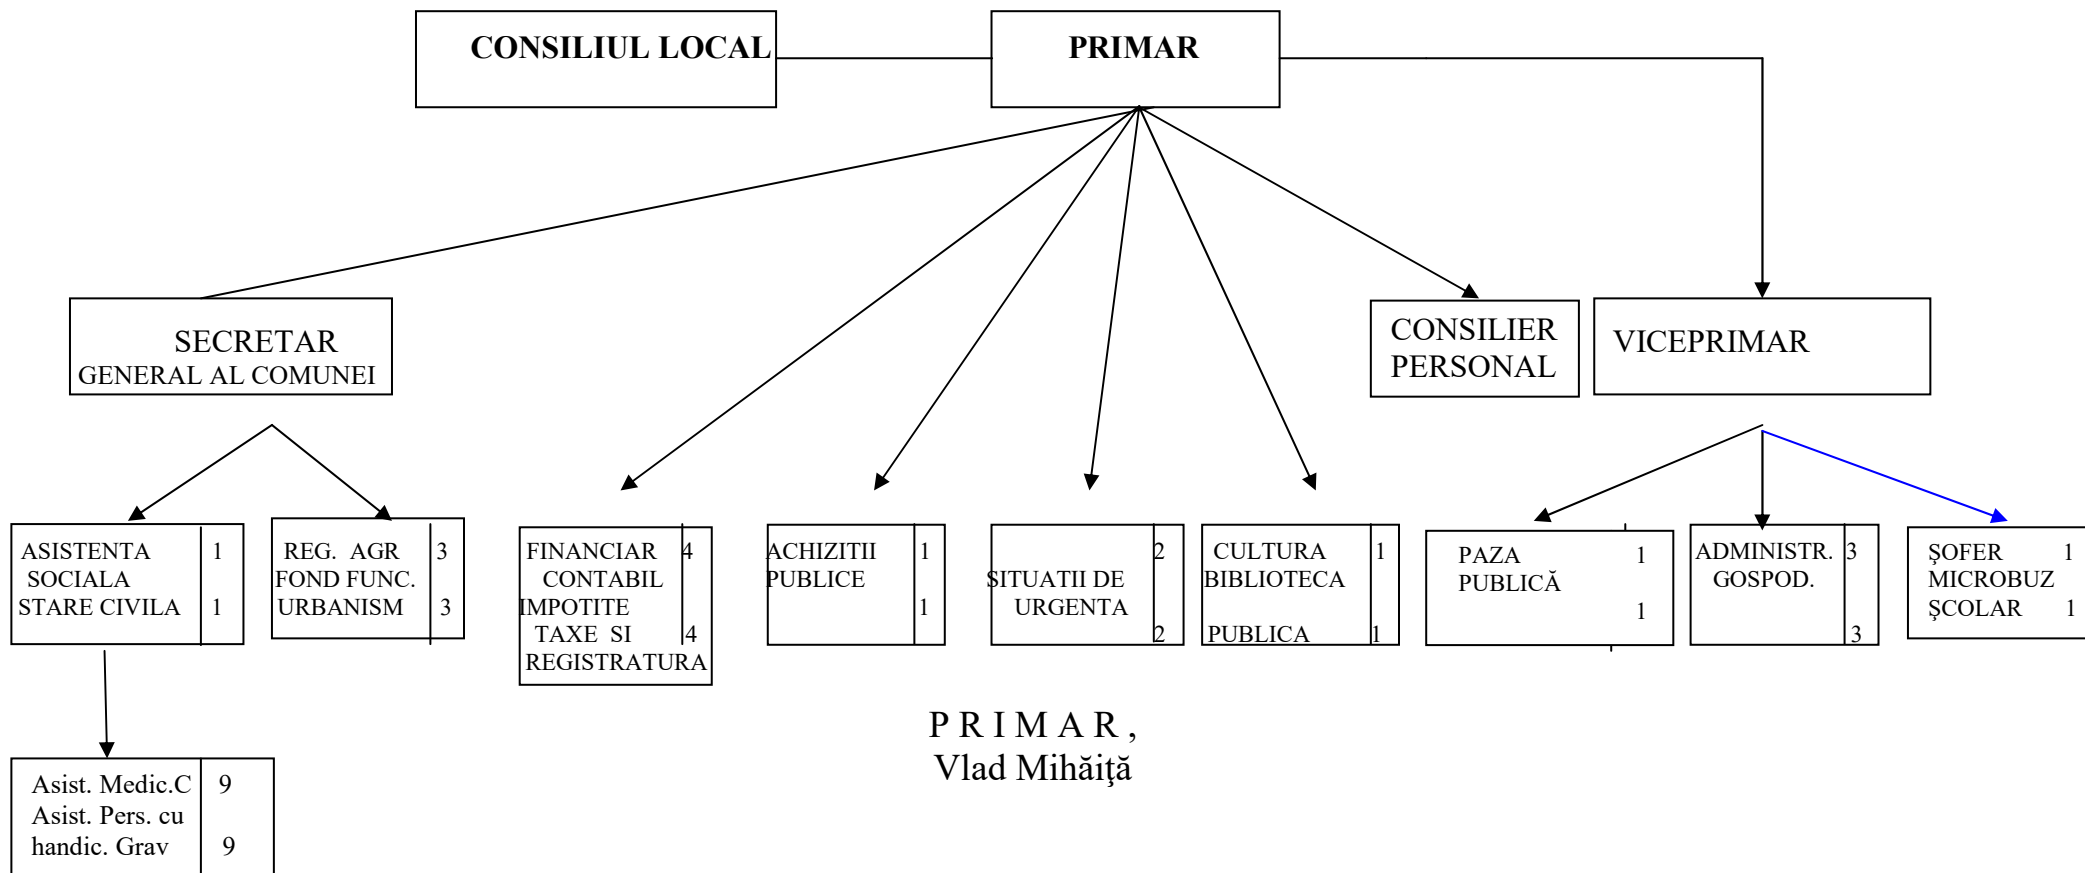 CONSILIUL LOCAL
PRIMAR
SECRETAR
GENERAL AL COMUNEI
CONSILIER
PERSONAL
VICEPRIMAR
ASISTENTA 1
SOCIALA
STARE CIVILA 1
REG. AGR 3
FOND FUNC.
URBANISM 3
FINANCIAR 4
CONTABIL
IMPOTITE
TAXE SI 4
REGISTRATURA
ACHIZITII 1
PUBLICE
1
2
SITUATII DE
URGENTA
2
CULTURA 1
BIBLIOTECA
PUBLICA 1
PAZA 1
PUBLICĂ
1
ADMINISTR. 3
GOSPOD.
3
ŞOFER 1
MICROBUZ
ŞCOLAR 1
P R I M A R ,
Vlad Mihăiţă
Asist. Medic.C 9
Asist. Pers. cu
handic. Grav 9